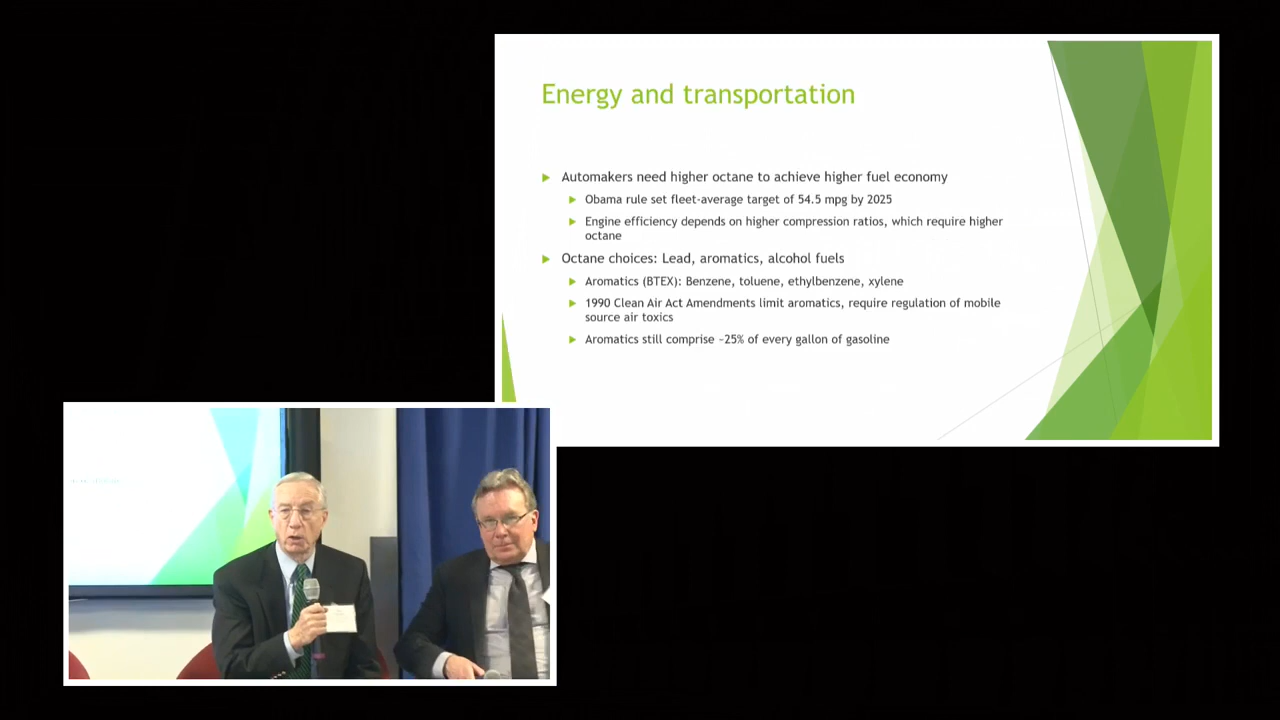 Energy and transportation
Automakers need higher octane to achieve higher fuel economy
Obama rule set fleet-average target of 54.5 mpg by 2025
Engine efficiency depends on higher compression ratios, which require higher
octane
Octane choices: Lead, aromatics, alcohol fuels
Aromatics (BTEX): Benzene, toluene, ethylbenzene, xylene
1990 Clean Air Act Amendments limit aromatics, require regulation of mobile
source air toxics
Aromatics still comprise ~25% of every gallon of gasoline